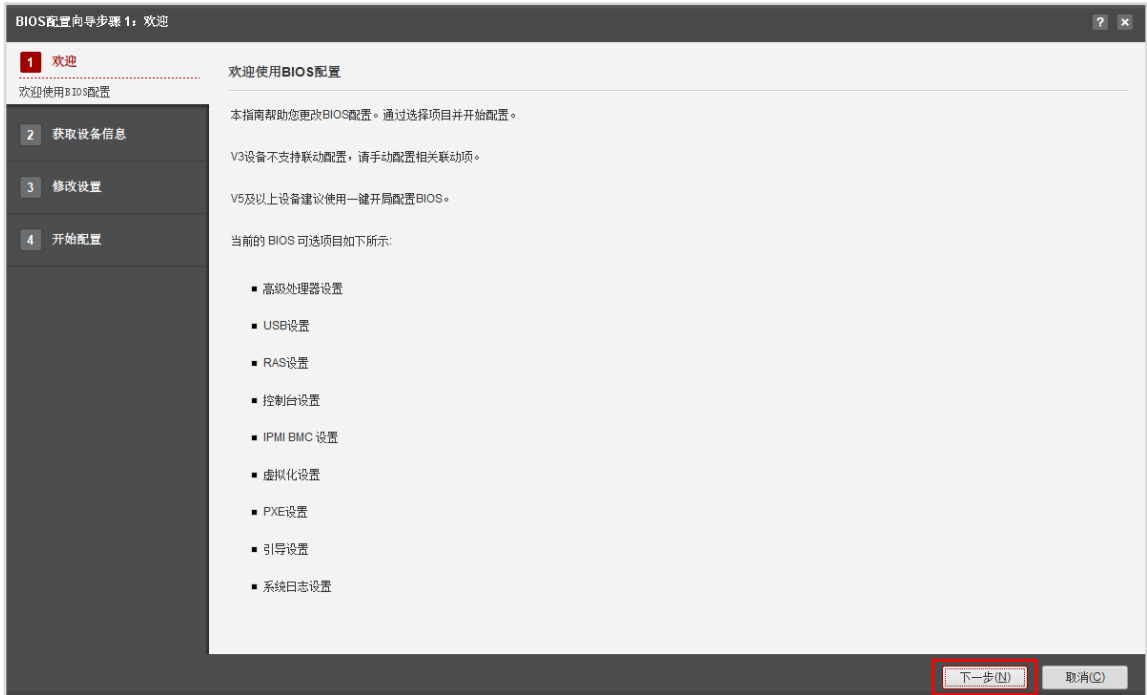 BIOS配置向导步骤 1：欢迎
? ×
1 欢迎
欢迎使用BIOS配置
2 获取设备信息
3 修改设置
4 开始配置
欢迎使用BIOS配置
本指南帮助您更改BIOS配置。通过选择项目并开始配置。
V3设备不支持联动配置，请手动配置相关联动项。
V5及以上设备建议使用一键开局配置BIOS。
当前的 BIOS 可选项目如下所示:
■ 高级处理器设置
■ USB设置
■ RAS设置
■ 控制台设置
■ IPMI BMC 设置
■ 虚拟化设置
■ PXE设置
■ 引导设置
■ 系统日志设置
下一步(N) 取消(C)